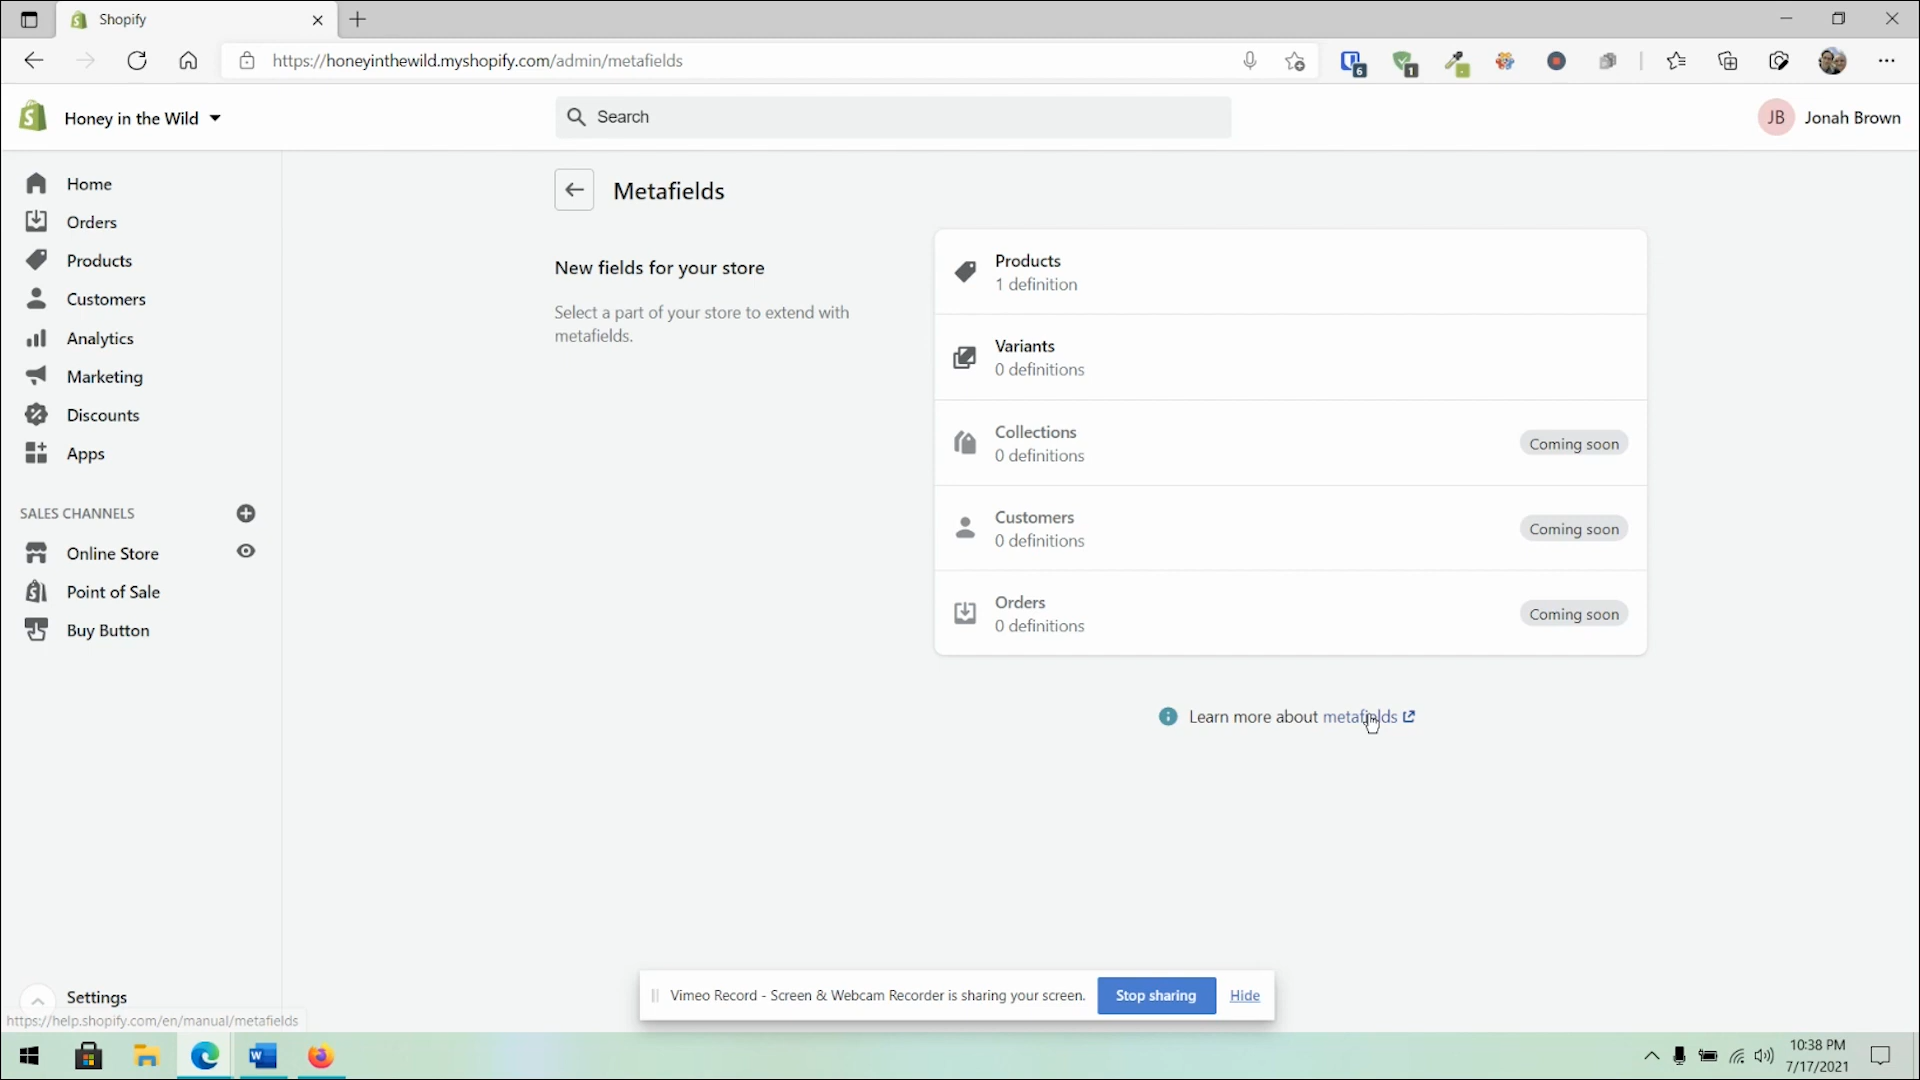 Shopify
https://honeyinthewild.myshopify.com/admin/metafields
6
1
Honey in the Wild
Search
JB
Jonah Brown
Home
Orders
Products
Customers
Analytics
Marketing
Discounts
Apps
SALES CHANNELS
Online Store
Point of Sale
Buy Button
Settings
Metafields
New fields for your store
Select a part of your store to extend with
metafields.
Products
1 definition
Variants
0 definitions
Collections
0 definitions
Coming soon
Customers
0 definitions
Coming soon
Orders
0 definitions
Coming soon
Learn more about metafields
Vimeo Record - Screen & Webcam Recorder is sharing your screen.
Stop sharing
Hide
https://help.shopify.com/en/manual/metafields
10:38 PM
7/17/2021